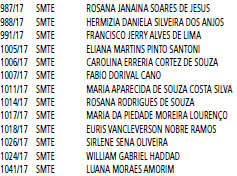 987/17 SMTE ROSANA JANAINA SOARES DE JESUS
988/17 SMTE HERMIZIA DANIELA SILVEIRA DOS ANJOS
991/17 SMTE FRANCISCO JERRY ALVES DE LIMA
1005/17 SMTE ELIANA MARTINS PINTO SANTONI
1006/17 SMTE CAROLINA ERRERIA CORTEZ DE SOUZA
1007/17 SMTE FABIO DORIVAL CANO
1011/17 SMTE MARIA APARECIDA DE SOUZA COSTA SILVA
1014/17 SMTE ROSANA RODRIGUES DE SOUZA
1017/17 SMTE MARIA DA PIEDADE MOREIRA LOURENÇO
1018/17 SMTE EURIS VANCLEVERSON NOBRE RAMOS
1026/17 SMTE SIRLENE SENA OLIVEIRA
1024/17 SMTE WILLIAM GABRIEL HADDAD
1041/17 SMTE LUANA MORAES AMORIM